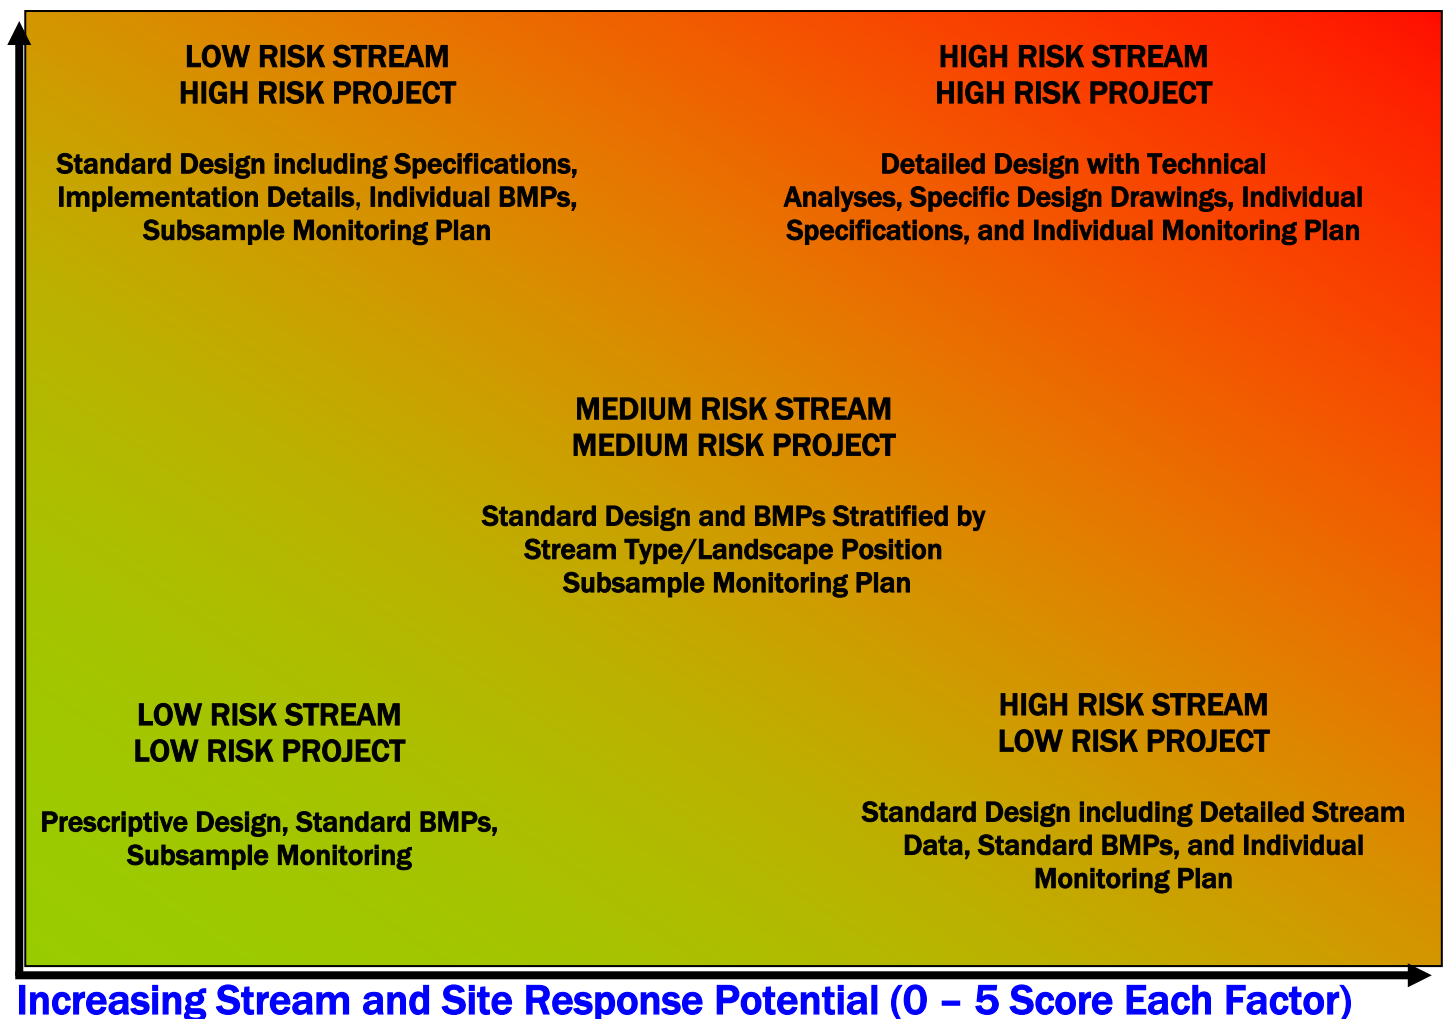 LOW RISK STREAM
HIGH RISK PROJECT
Standard Design including Specifications,
Implementation Details, Individual BMPs,
Subsample Monitoring Plan
HIGH RISK STREAM
HIGH RISK PROJECT
Detailed Design with Technical
Analyses, Specific Design Drawings, Individual
Specifications, and Individual Monitoring Plan
MEDIUM RISK STREAM
MEDIUM RISK PROJECT
Standard Design and BMPs Stratified by
Stream Type/Landscape Position
Subsample Monitoring Plan
LOW RISK STREAM
LOW RISK PROJECT
Prescriptive Design, Standard BMPs,
Subsample Monitoring
HIGH RISK STREAM
LOW RISK PROJECT
Standard Design including Detailed Stream
Data, Standard BMPs, and Individual
Monitoring Plan
Increasing Stream and Site Response Potential (0 – 5 Score Each Factor)